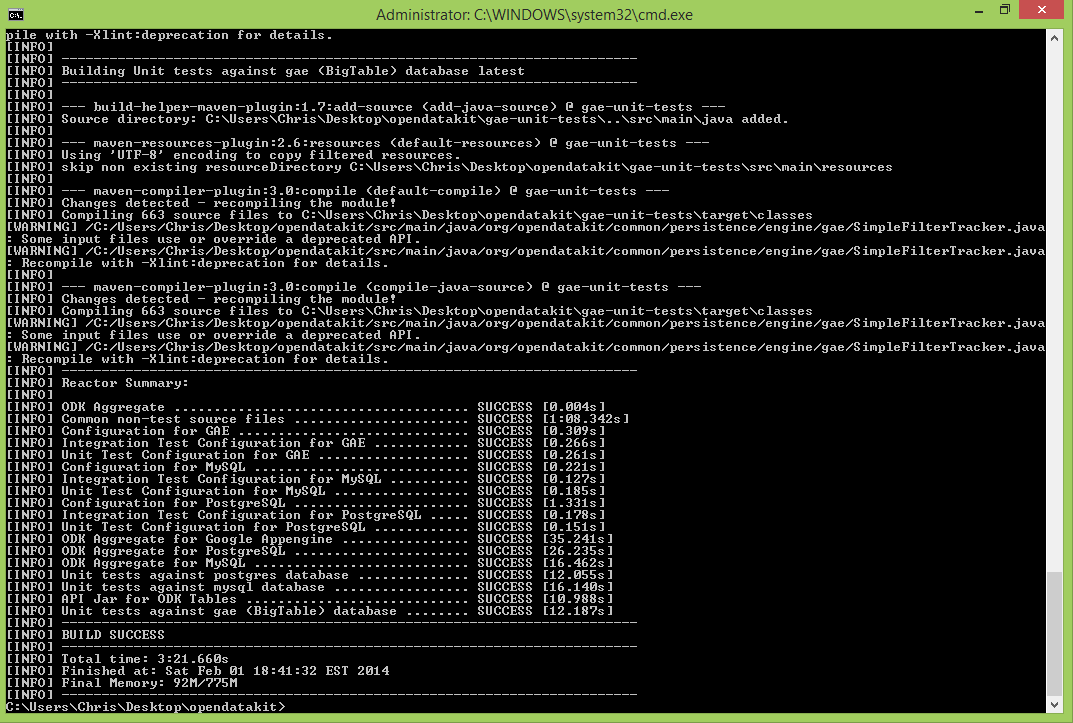 Administrator: C:\WINDOWS\system32\cmd.exe
pile with -Xlint:deprecation for details.
[INFO]
[INFO] ------------------------------------------------------------------------
[INFO] Building Unit tests against gae (BigTable) database latest
[INFO] ------------------------------------------------------------------------
[INFO]
[INFO] --- build-helper-maven-plugin:1.7:add-source (add-java-source) @ gae-unit-tests ---
[INFO] Source directory: C:\Users\Chris\Desktop\opendatakit\gae-unit-tests\..\src\main\java added.
[INFO]
[INFO] --- maven-resources-plugin:2.6:resources (default-resources) @ gae-unit-tests ---
[INFO] Using 'UTF-8' encoding to copy filtered resources.
[INFO] skip non existing resourceDirectory C:\Users\Chris\Desktop\opendatakit\gae-unit-tests\src\main\resources
[INFO]
[INFO] --- maven-compiler-plugin:3.0:compile (default-compile) @ gae-unit-tests ---
[INFO] Changes detected - recompiling the module!
[INFO] Compiling 663 source files to C:\Users\Chris\Desktop\opendatakit\gae-unit-tests\target\classes
[WARNING] /C:/Users/Chris/Desktop/opendatakit/src/main/java/org/opendatakit/common/persistence/engine/gae/SimpleFilterTracker.java
: Some input files use or override a deprecated API.
[WARNING] /C:/Users/Chris/Desktop/opendatakit/src/main/java/org/opendatakit/common/persistence/engine/gae/SimpleFilterTracker.java
: Recompile with -Xlint:deprecation for details.
[INFO]
[INFO] --- maven-compiler-plugin:3.0:compile (compile-java-source) @ gae-unit-tests ---
[INFO] Changes detected - recompiling the module!
[INFO] Compiling 663 source files to C:\Users\Chris\Desktop\opendatakit\gae-unit-tests\target\classes
[WARNING] /C:/Users/Chris/Desktop/opendatakit/src/main/java/org/opendatakit/common/persistence/engine/gae/SimpleFilterTracker.java
: Some input files use or override a deprecated API.
[WARNING] /C:/Users/Chris/Desktop/opendatakit/src/main/java/org/opendatakit/common/persistence/engine/gae/SimpleFilterTracker.java
: Recompile with -Xlint:deprecation for details.
[INFO] ------------------------------------------------------------------------
[INFO] Reactor Summary:
[INFO]
[INFO] ODK Aggregate ..................................... SUCCESS [0.004s]
[INFO] Common non-test source files ...................... SUCCESS [1:08.342s]
[INFO] Configuration for GAE ............................. SUCCESS [0.309s]
[INFO] Integration Test Configuration for GAE ............ SUCCESS [0.266s]
[INFO] Unit Test Configuration for GAE ................... SUCCESS [0.261s]
[INFO] Configuration for MySQL ........................... SUCCESS [0.221s]
[INFO] Integration Test Configuration for MySQL .......... SUCCESS [0.127s]
[INFO] Unit Test Configuration for MySQL ................. SUCCESS [0.185s]
[INFO] Configuration for PostgreSQL ...................... SUCCESS [1.331s]
[INFO] Integration Test Configuration for PostgreSQL ..... SUCCESS [0.178s]
[INFO] Unit Test Configuration for PostgreSQL ............ SUCCESS [0.151s]
[INFO] ODK Aggregate for Google Appengine ................ SUCCESS [35.241s]
[INFO] ODK Aggregate for PostgreSQL ...................... SUCCESS [26.235s]
[INFO] ODK Aggregate for MySQL ........................... SUCCESS [16.462s]
[INFO] Unit tests against postgres database .............. SUCCESS [12.055s]
[INFO] Unit tests against mysql database ................. SUCCESS [16.140s]
[INFO] API Jar for ODK Tables ............................ SUCCESS [10.988s]
[INFO] Unit tests against gae (BigTable) database ........ SUCCESS [12.187s]
[INFO] ------------------------------------------------------------------------
[INFO] BUILD SUCCESS
[INFO] ------------------------------------------------------------------------
[INFO] Total time: 3:21.660s
[INFO] Finished at: Sat Feb 01 18:41:32 EST 2014
[INFO] Final Memory: 92M/775M
[INFO] ------------------------------------------------------------------------
C:\Users\Chris\Desktop\opendatakit>